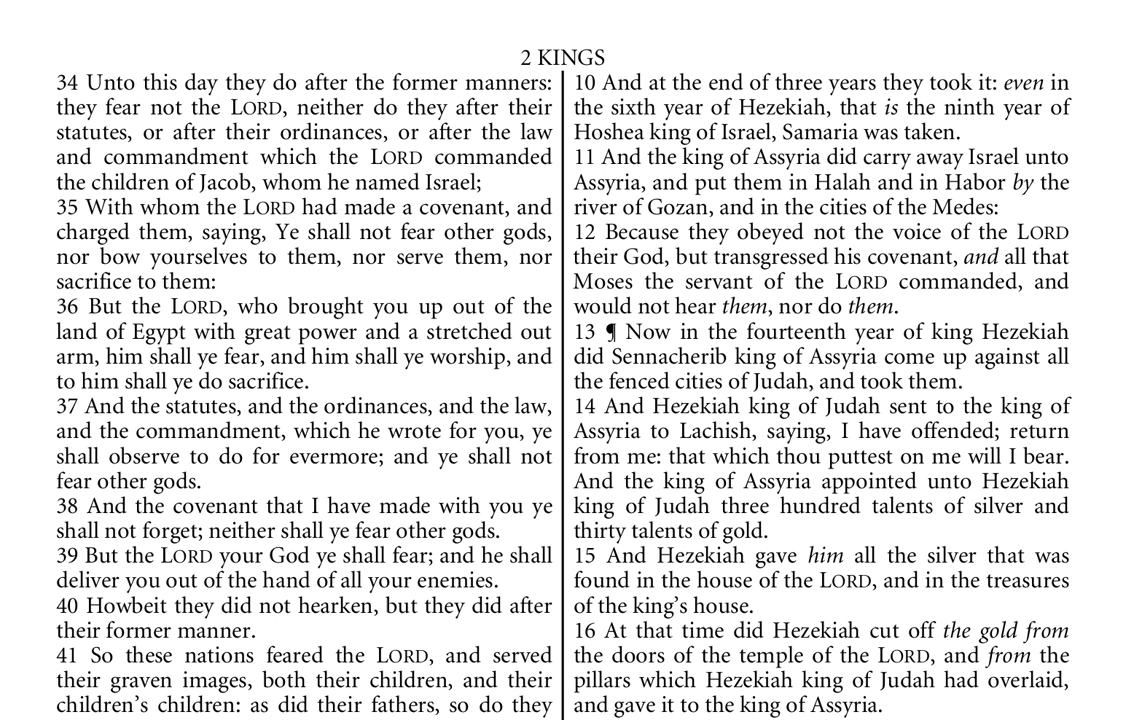 2 KINGS
34 Unto this day they do after the former manners:
they fear not the LORD, neither do they after their
statutes, or after their ordinances, or after the law
and commandment which the LORD commanded
the children of Jacob, whom he named Israel;
35 With whom the LORD had made a covenant, and
charged them, saying, Ye shall not fear other gods,
nor bow yourselves to them, nor serve them, nor
sacrifice to them:
36 But the LORD, who brought you up out of the
land of Egypt with great power and a stretched out
arm, him shall ye fear, and him shall ye worship, and
to him shall ye do sacrifice.
37 And the statutes, and the ordinances, and the law,
and the commandment, which he wrote for you, ye
shall observe to do for evermore; and ye shall not
fear other gods.
38 And the covenant that I have made with you ye
shall not forget; neither shall ye fear other gods.
39 But the LORD your God ye shall fear; and he shall
deliver you out of the hand of all your enemies.
40 Howbeit they did not hearken, but they did after
their former manner.
41 So these nations feared the LORD, and served
their graven images, both their children, and their
children’s children: as did their fathers, so do they
10 And at the end of three years they took it: even in
the sixth year of Hezekiah, that is the ninth year of
Hoshea king of Israel, Samaria was taken.
11 And the king of Assyria did carry away Israel unto
Assyria, and put them in Halah and in Habor by the
river of Gozan, and in the cities of the Medes:
12 Because they obeyed not the voice of the LORD
their God, but transgressed his covenant, and all that
Moses the servant of the LORD commanded, and
would not hear them, nor do them.
13 ¶ Now in the fourteenth year of king Hezekiah
did Sennacherib king of Assyria come up against all
the fenced cities of Judah, and took them.
14 And Hezekiah king of Judah sent to the king of
Assyria to Lachish, saying, I have offended; return
from me: that which thou puttest on me will I bear.
And the king of Assyria appointed unto Hezekiah
king of Judah three hundred talents of silver and
thirty talents of gold.
15 And Hezekiah gave him all the silver that was
found in the house of the LORD, and in the treasures
of the king’s house.
16 At that time did Hezekiah cut off the gold from
the doors of the temple of the LORD, and from the
pillars which Hezekiah king of Judah had overlaid,
and gave it to the king of Assyria.